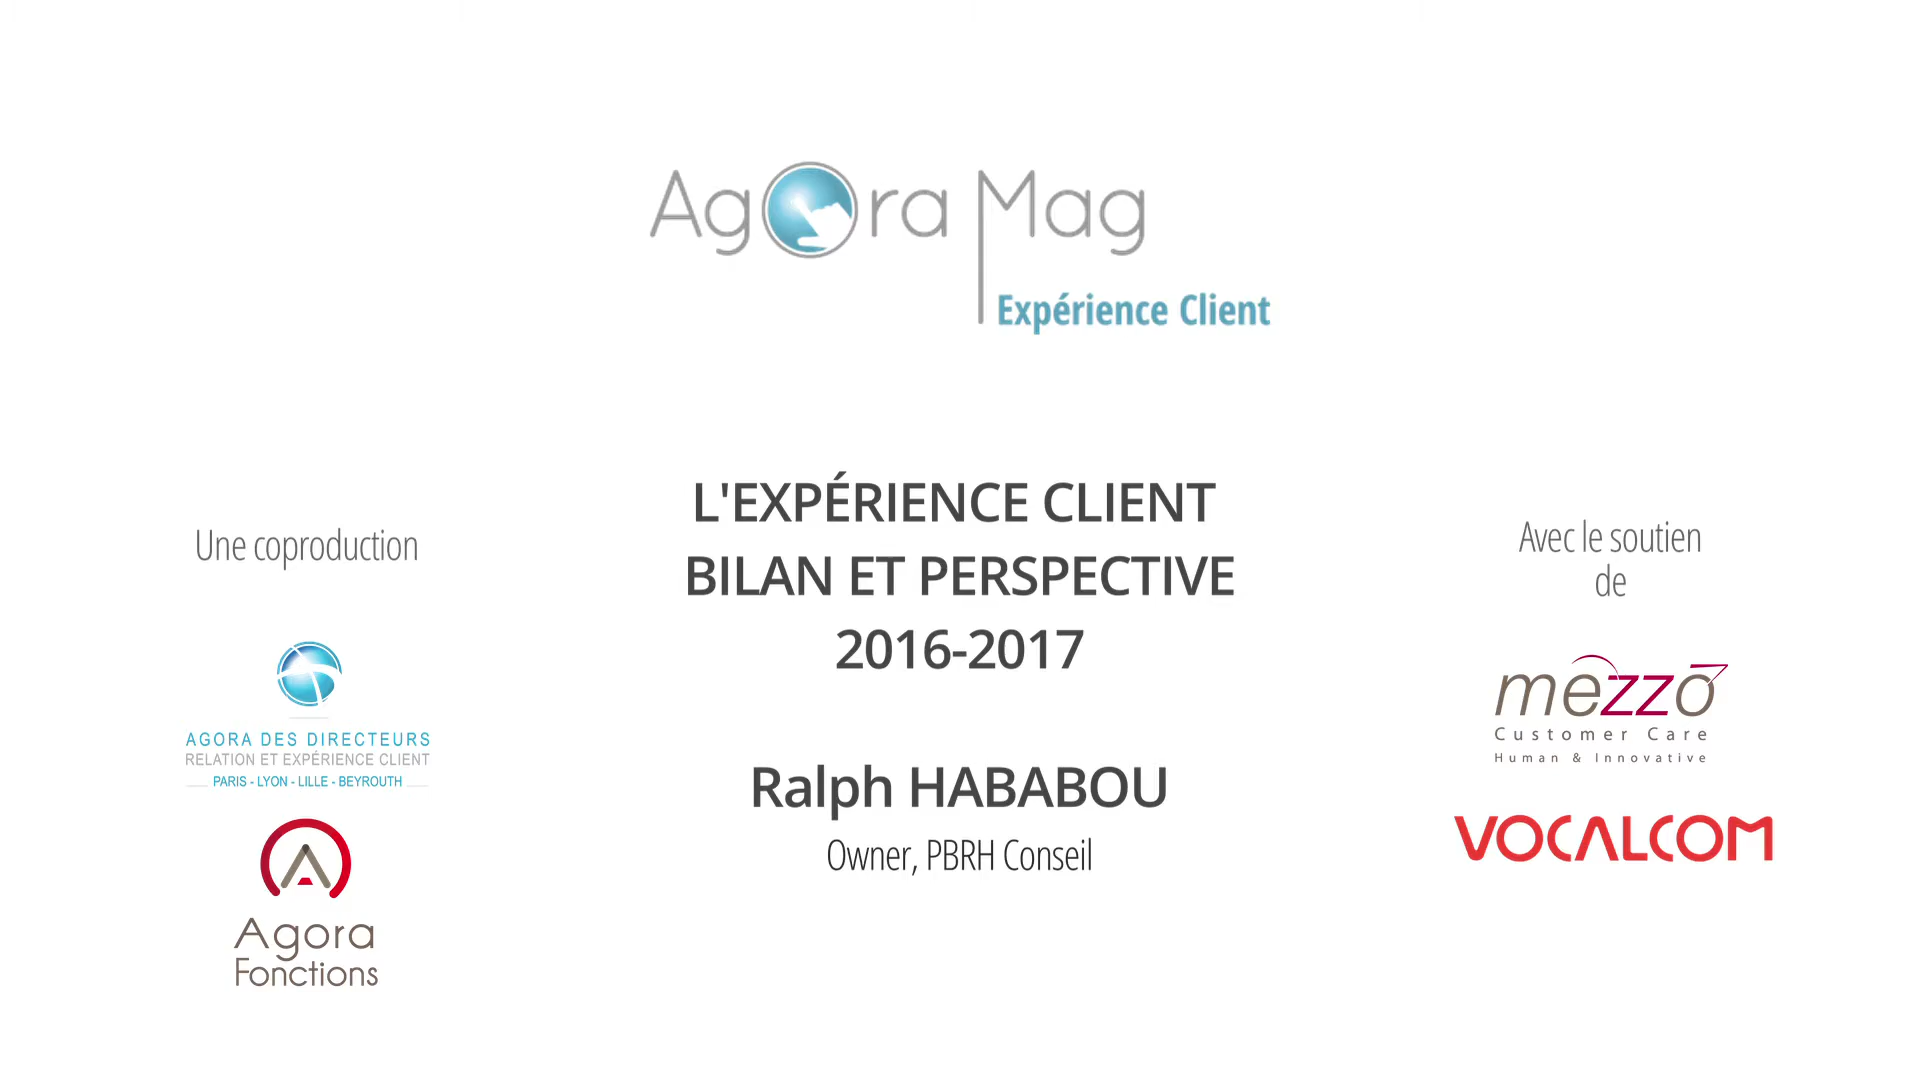 AgOra Mag
Expérience Client
Une coproduction
AGORA DES DIRECTEURS
RELATION ET EXPÉRIENCE CLIENT
PARIS - LYON - LILLE - BEYROUTH
Agora
Fonctions
L'EXPÉRIENCE CLIENT
BILAN ET PERSPECTIVE
2016-2017
Ralph HABABOU
Owner, PBRH Conseil
Avec le soutien
de
mezzo
Customer Care
Human & Innovative
VOCALCOM